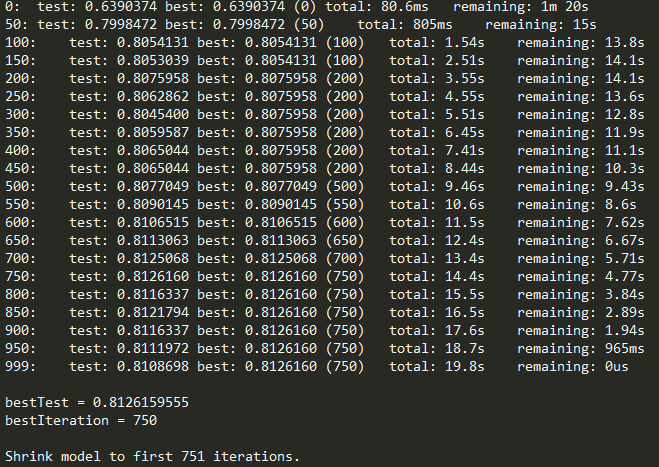 0:	test: 0.6390374	best: 0.6390374 (0)	total: 80.6ms	remaining: 1m 20s
50:	test: 0.7998472	best: 0.7998472 (50)	total: 805ms	remaining: 15s
100:	test: 0.8054131	best: 0.8054131 (100)	total: 1.54s	remaining: 13.8s
150:	test: 0.8053039	best: 0.8054131 (100)	total: 2.51s	remaining: 14.1s
200:	test: 0.8075958	best: 0.8075958 (200)	total: 3.55s	remaining: 14.1s
250:	test: 0.8062862	best: 0.8075958 (200)	total: 4.55s	remaining: 13.6s
300:	test: 0.8045400	best: 0.8075958 (200)	total: 5.51s	remaining: 12.8s
350:	test: 0.8059587	best: 0.8075958 (200)	total: 6.45s	remaining: 11.9s
400:	test: 0.8065044	best: 0.8075958 (200)	total: 7.41s	remaining: 11.1s
450:	test: 0.8065044	best: 0.8075958 (200)	total: 8.44s	remaining: 10.3s
500:	test: 0.8077049	best: 0.8077049 (500)	total: 9.46s	remaining: 9.43s
550:	test: 0.8090145	best: 0.8090145 (550)	total: 10.6s	remaining: 8.6s
600:	test: 0.8106515	best: 0.8106515 (600)	total: 11.5s	remaining: 7.62s
650:	test: 0.8113063	best: 0.8113063 (650)	total: 12.4s	remaining: 6.67s
700:	test: 0.8125068	best: 0.8125068 (700)	total: 13.4s	remaining: 5.71s
750:	test: 0.8126160	best: 0.8126160 (750)	total: 14.4s	remaining: 4.77s
800:	test: 0.8116337	best: 0.8126160 (750)	total: 15.5s	remaining: 3.84s
850:	test: 0.8121794	best: 0.8126160 (750)	total: 16.5s	remaining: 2.89s
900:	test: 0.8116337	best: 0.8126160 (750)	total: 17.6s	remaining: 1.94s
950:	test: 0.8111972	best: 0.8126160 (750)	total: 18.7s	remaining: 965ms
999:	test: 0.8108698	best: 0.8126160 (750)	total: 19.8s	remaining: 0us
bestTest = 0.8126159555
bestIteration = 750
Shrink model to first 751 iterations.